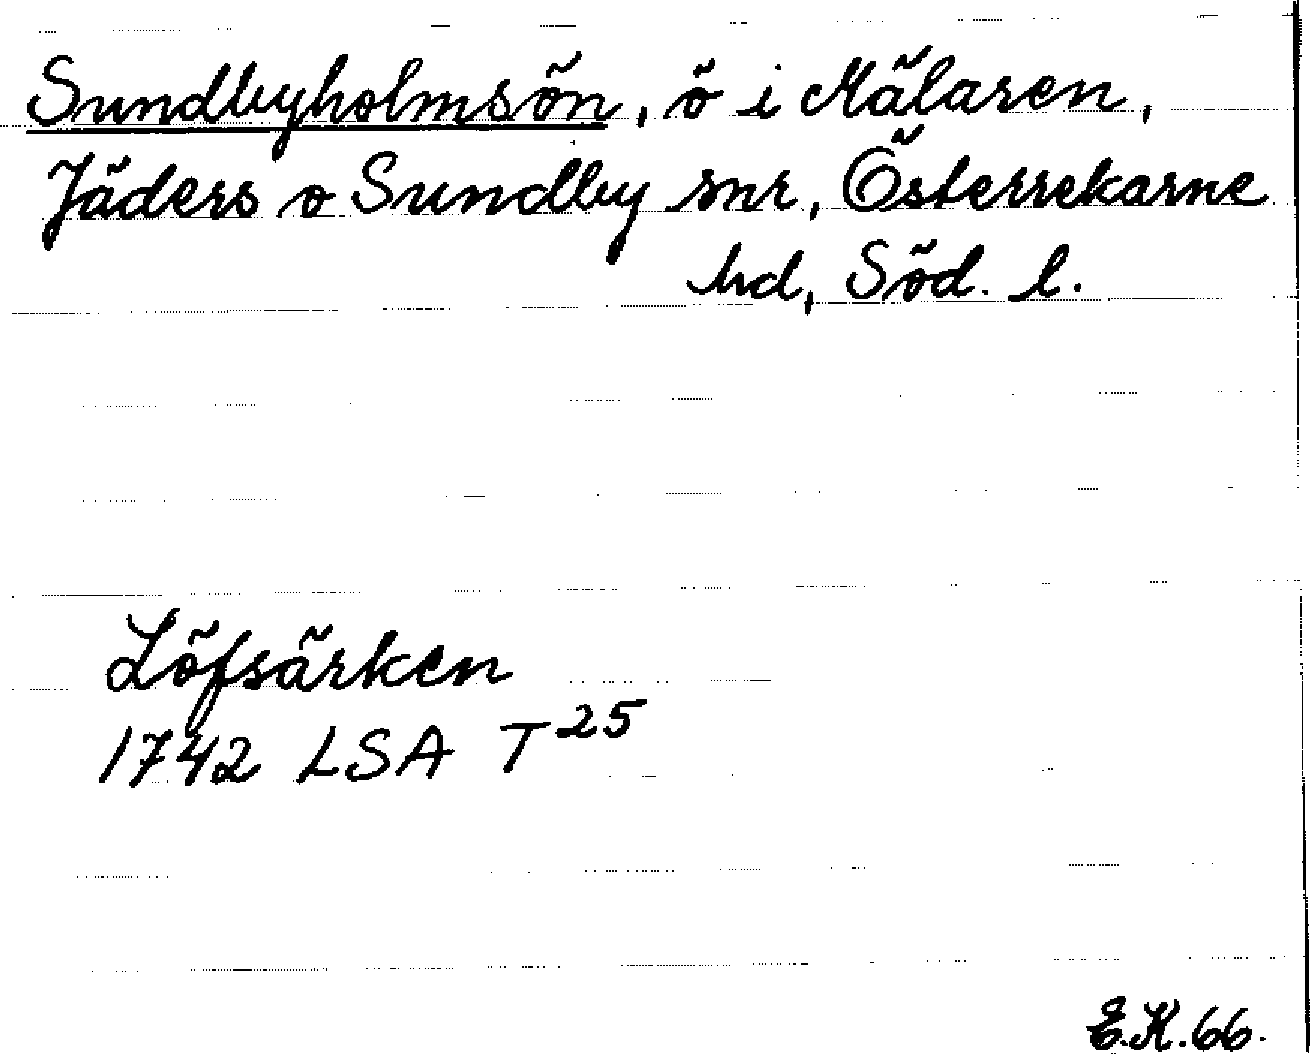 Sundbyholmsön, ö i Mälaren,
Jäders o Sundby snr, Österrekarne
hd, Söd. l.
Löfsärken
1742 LSA T25
E.K.66.